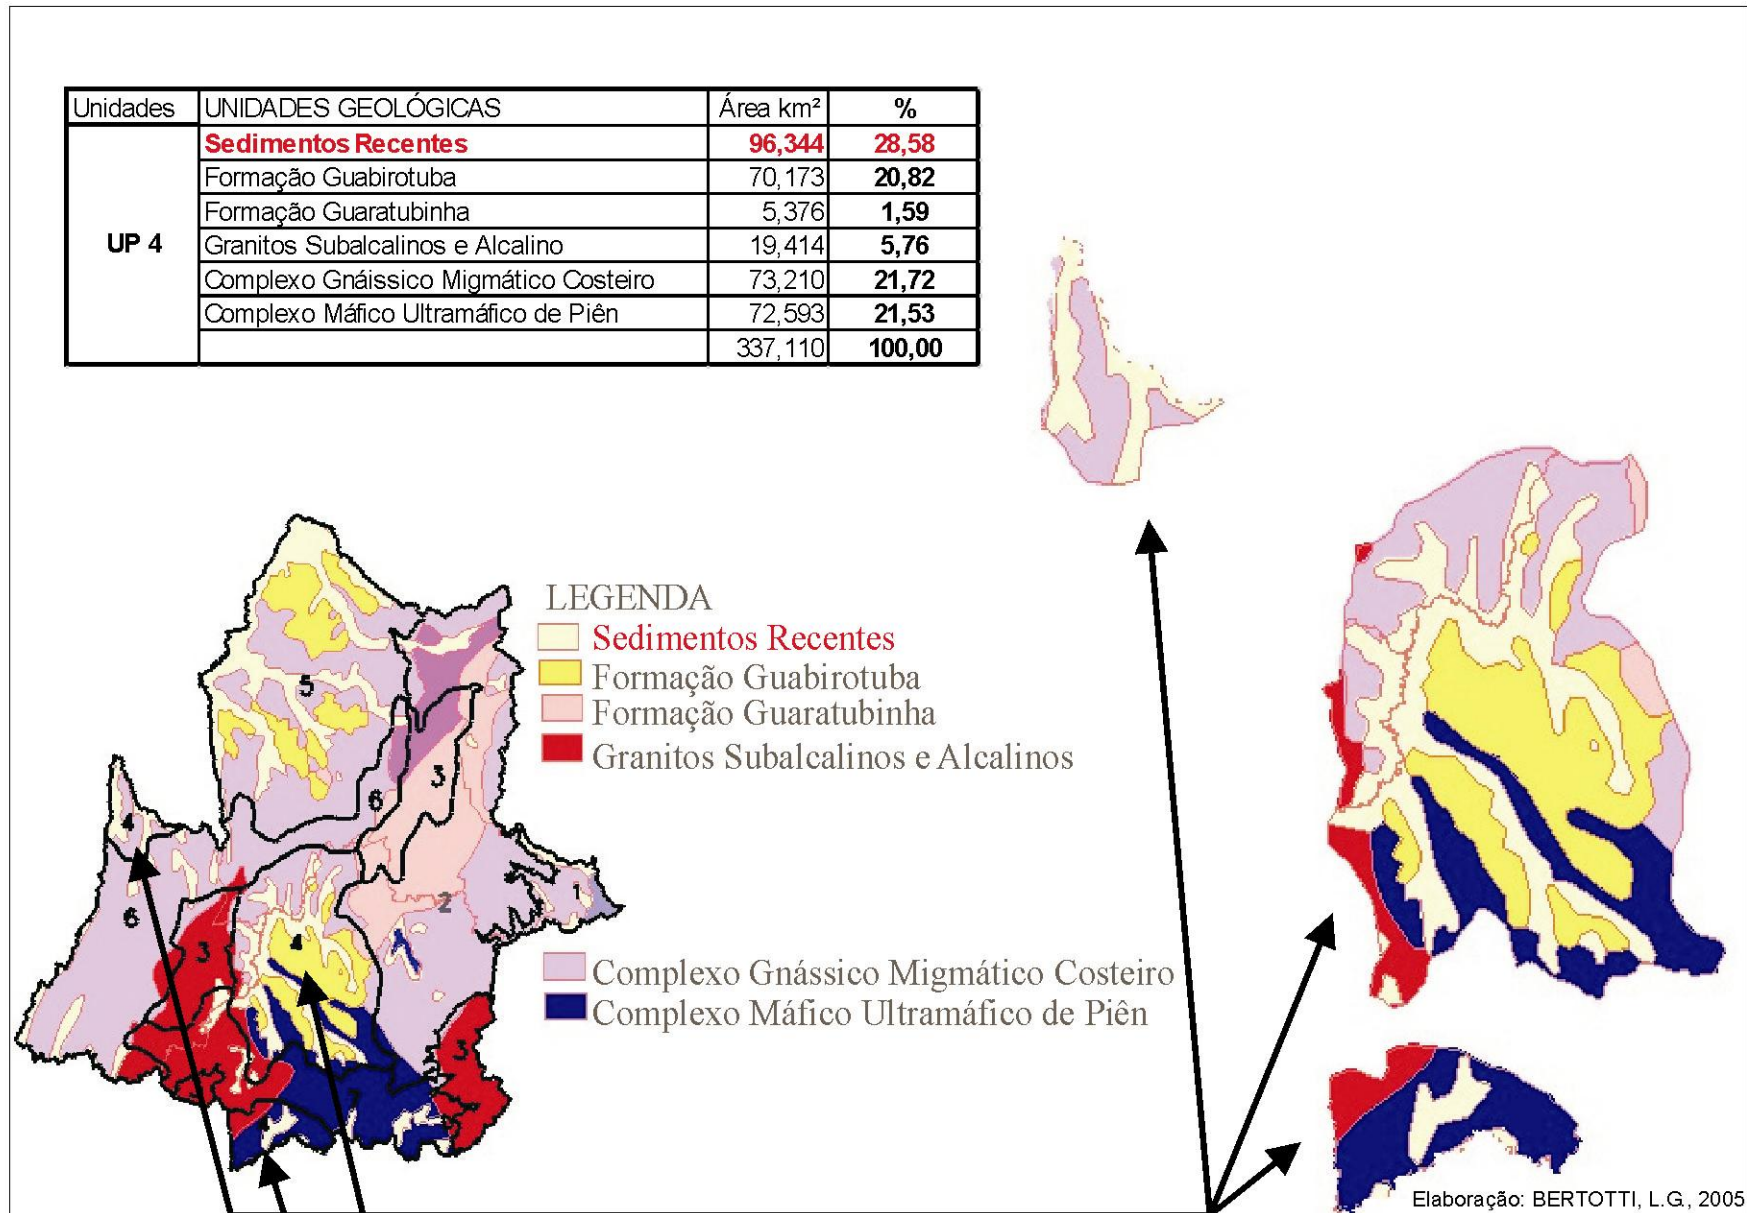 Unidades UNIDADES GEOLÓGICAS Área km² %
Sedimentos Recentes 96,344 28,58
Formação Guabirotuba 70,173 20,82
Formação Guaratubinha 5,376 1,59
UP 4 Granitos Subalcalinos e Alcalino 19,414 5,76
Complexo Gnáissico Migmático Costeiro 73,210 21,72
Complexo Máfico Ultramáfico de Piên 72,593 21,53
337,110 100,00
LEGENDA
Sedimentos Recentes
Formação Guabirotuba
Formação Guaratubinha
Granitos Subalcalinos e Alcalinos
5
3
6
4
1
2
6
3
4
3
7
Complexo Gnássico Migmático Costeiro
Complexo Máfico Ultramáfico de Piên
Elaboração: BERTOTTI, L.G., 2005